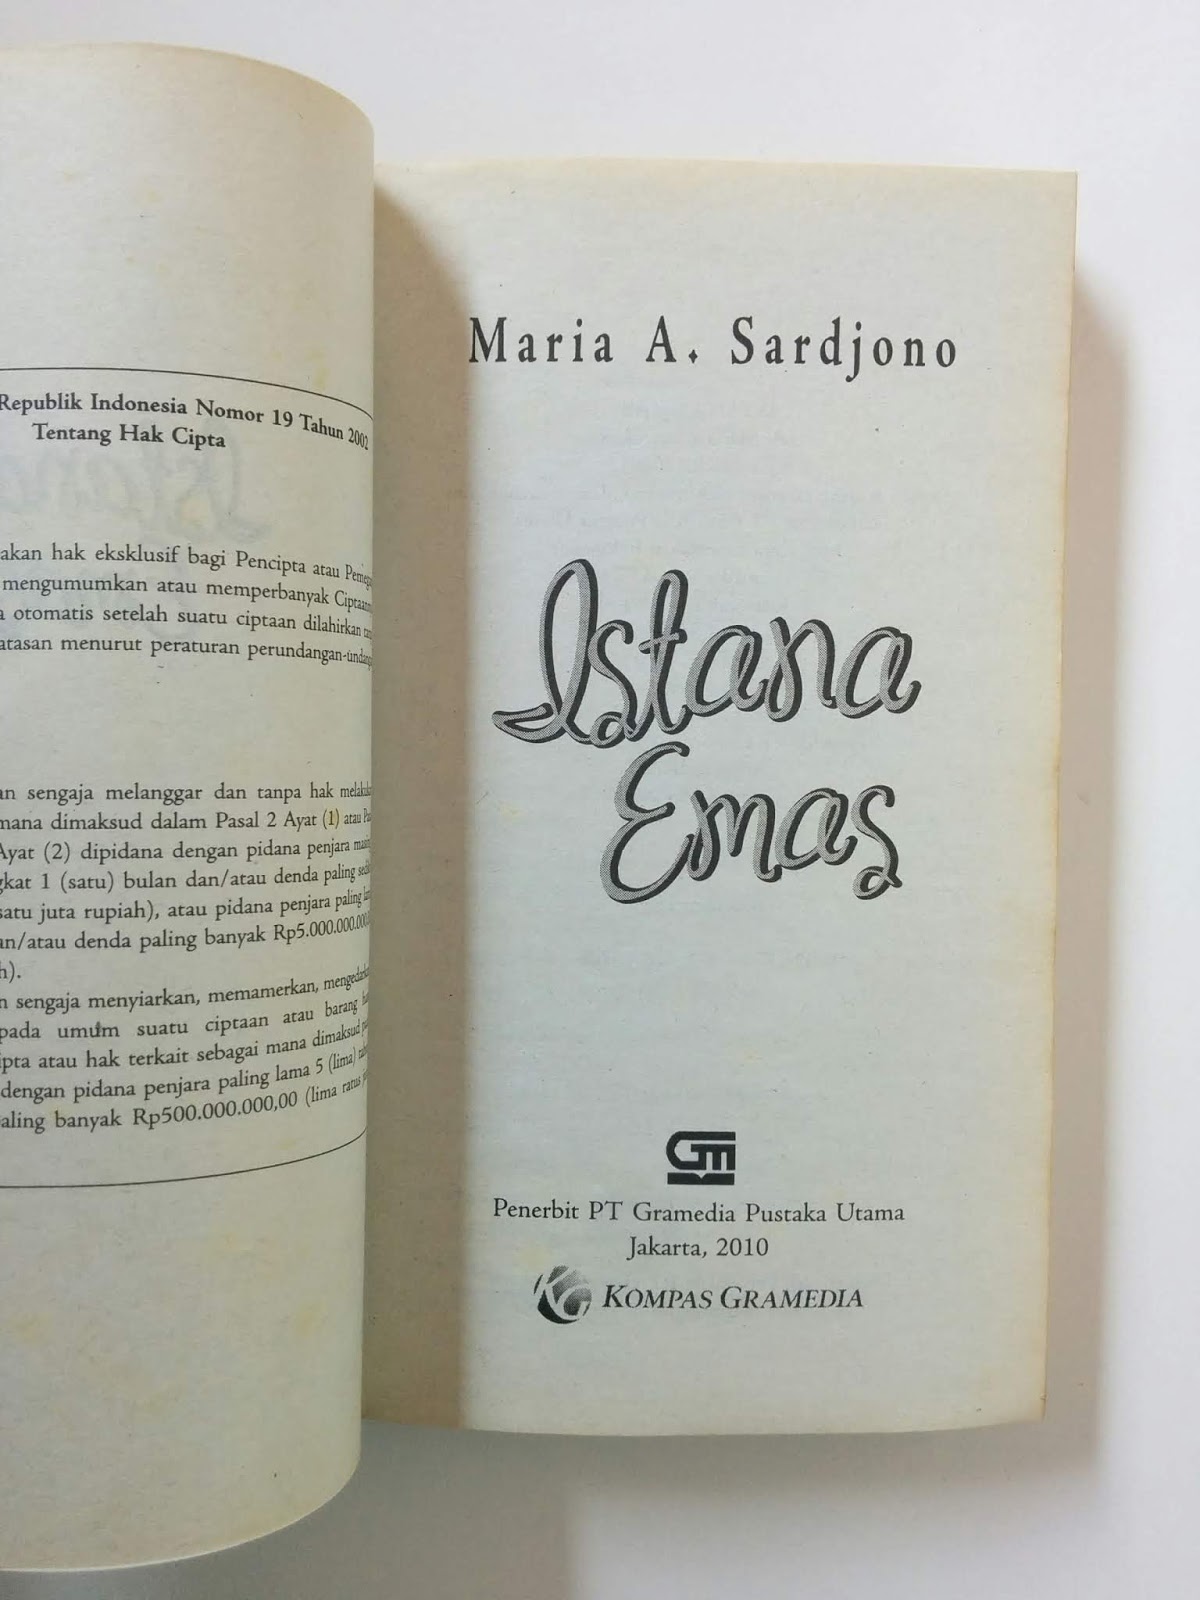 Republik Indonesia Nomor 19 Tahun 2002
Tentang Hak Cipta
akan hak eksklusif bagi Pencipta atau
mengumumkan atau memperbanyak
otomatis setelah suatu ciptaan dilahirkan
atasan menurut peraturan
an sengaja melanggar dan tanpa hak
mana dimaksud dalam Pasal 2 Ayat (1) atau
Ayat (2) dipidana dengan pidana penjara
gkat 1 (satu) bulan dan/atau denda paling
satu juta rupiah), atau pidana penjara paling
an/atau denda paling banyak
h).
n sengaja menyiarkan, memamerkan,
pada umum suatu ciptaan atau barang
ipta atau hak terkait sebagai mana dimaksud
dengan pidana penjara paling lama 5 (lima)
aling banyak Rp500.000.000,00 (lima ratus
Maria A. Sardjono
Istana
Emas
GM
Penerbit PT Gramedia Pustaka Utama
Jakarta, 2010
KG KOMPAS GRAMEDIA